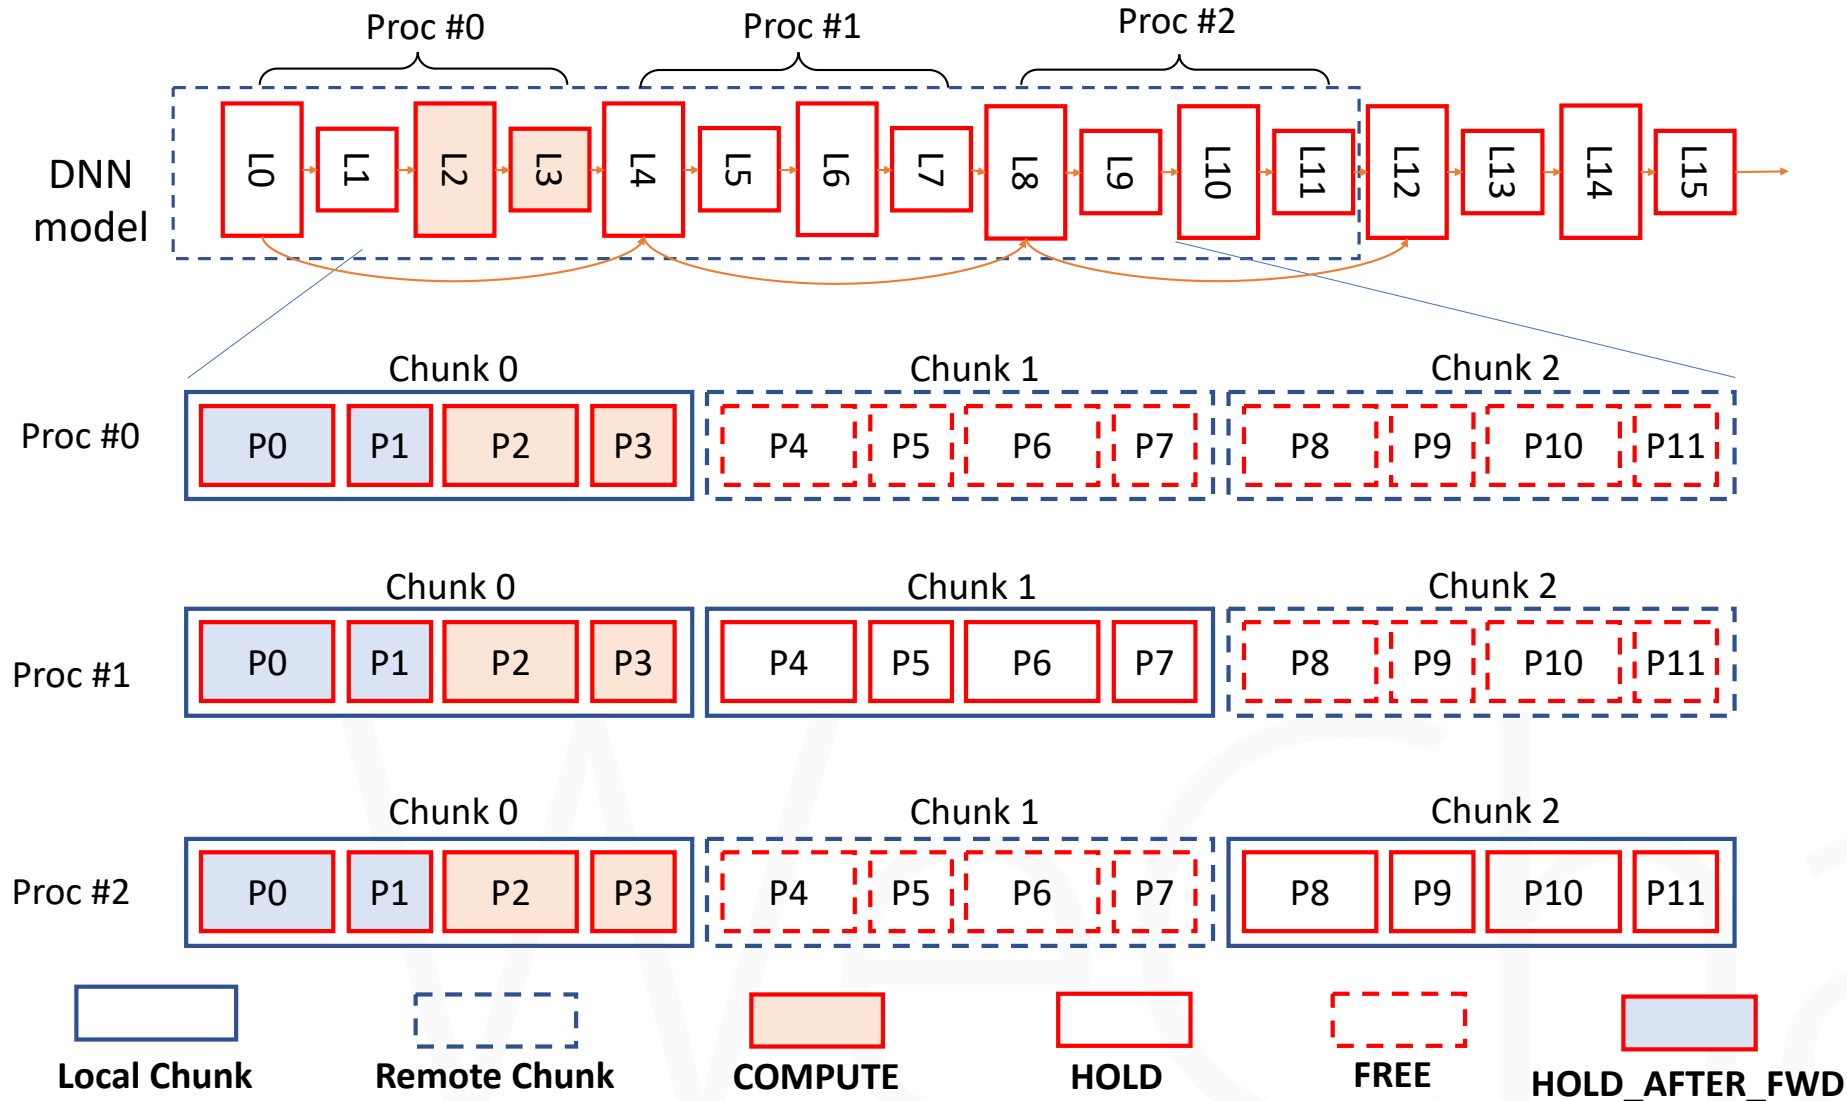 Proc #0 Proc #1 Proc #2
DNN model
L0 L1 L2 L3 L4 L5 L6 L7 L8 L9 L10 L11 L12 L13 L14 L15
Chunk 0 Chunk 1 Chunk 2
Proc #0 P0 P1 P2 P3 P4 P5 P6 P7 P8 P9 P10 P11
Chunk 0 Chunk 1 Chunk 2
Proc #1 P0 P1 P2 P3 P4 P5 P6 P7 P8 P9 P10 P11
Chunk 0 Chunk 1 Chunk 2
Proc #2 P0 P1 P2 P3 P4 P5 P6 P7 P8 P9 P10 P11
Local Chunk Remote Chunk COMPUTE HOLD FREE HOLD_AFTER_FWD